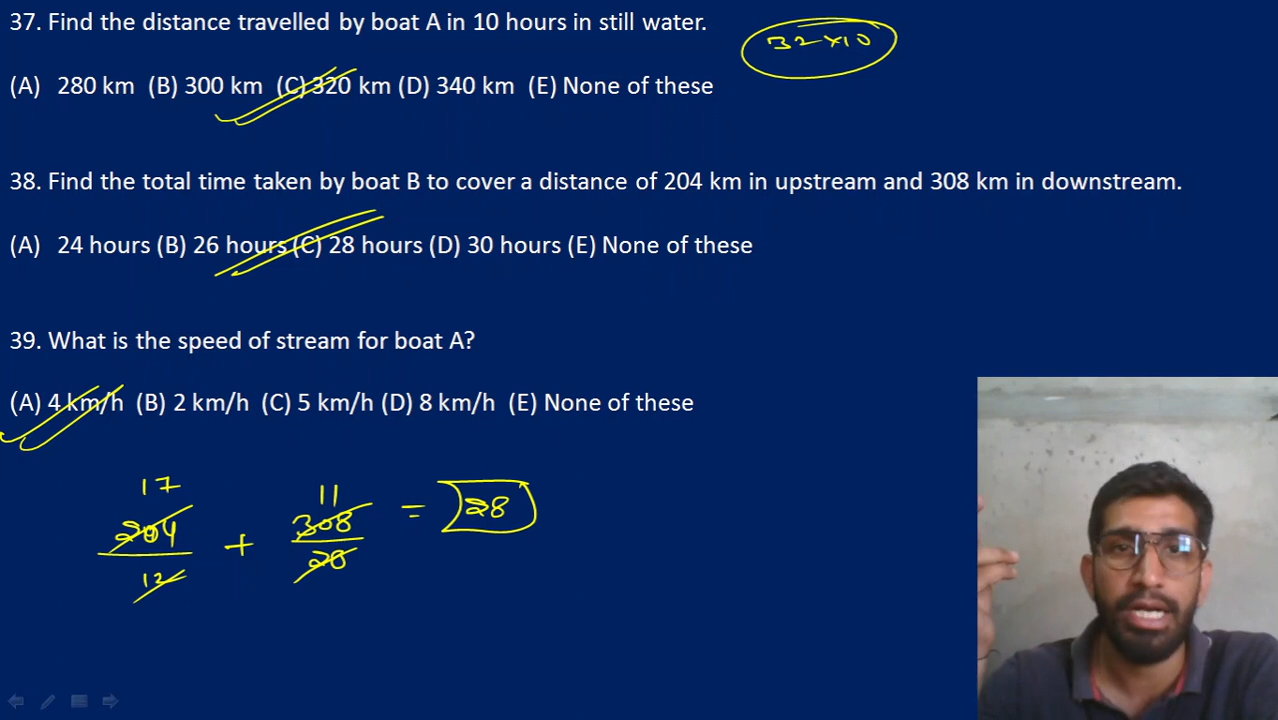 37. Find the distance travelled by boat A in 10 hours in still water.
32×10
(A) 280 km (B) 300 km (C) 320 km (D) 340 km (E) None of these
38. Find the total time taken by boat B to cover a distance of 204 km in upstream and 308 km in downstream.
(A) 24 hours (B) 26 hours (C) 28 hours (D) 30 hours (E) None of these
39. What is the speed of stream for boat A?
(A) 4 km/h (B) 2 km/h (C) 5 km/h (D) 8 km/h (E) None of these
17 11
204 + 308 = 28
12 28